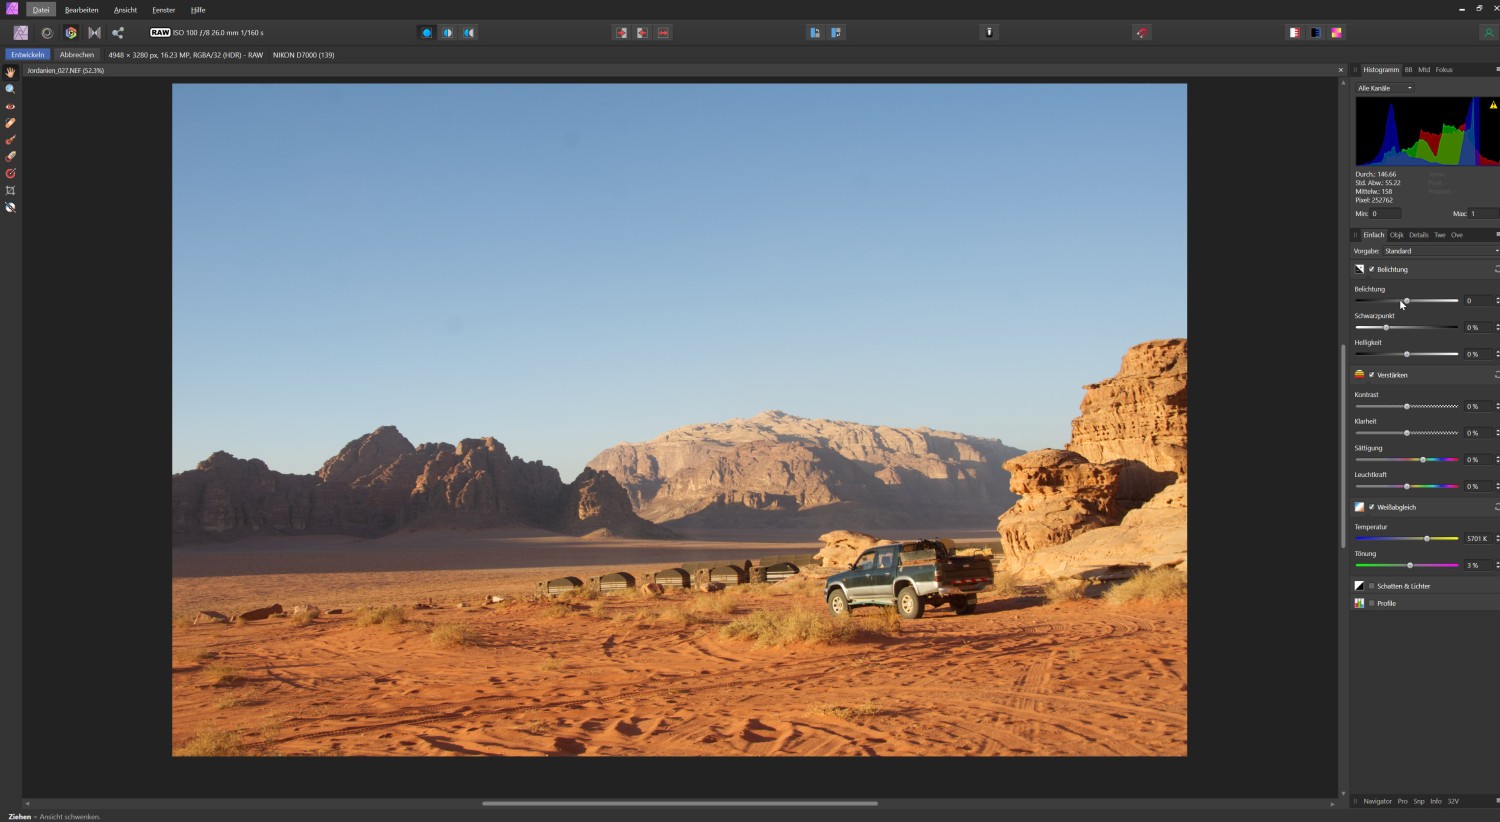 Datei Bearbeiten Ansicht Fenster Hilfe
RAW ISO 100 ƒ/8 26.0 mm 1/160 s
Entwickeln Abbrechen 4948 × 3280 px, 16.23 MP, RGBA/32 (HDR) - RAW NIKON D7000 (139)
Jordanien_027.NEF (52.3%)
Histogramm BB Mtd Fokus
Alle Kanäle
Durch.: 146.66
Std. Abw.: 55.22
Mittelw.: 158
Pixel: 252762
Min: 0 Max: 1
Einfach Objk Details Twe Ove
Vorgabe: Standard
Belichtung
Belichtung
0
Schwarzpunkt
0 %
Helligkeit
0 %
Verstärken
Kontrast
0 %
Klarheit
0 %
Sättigung
0 %
Leuchtkraft
0 %
Weißabgleich
Temperatur
5701 K
Tönung
3 %
Schatten & Lichter
Profile
Navigator Pro Snp Info 32V
Ziehen – Ansicht schwenken.